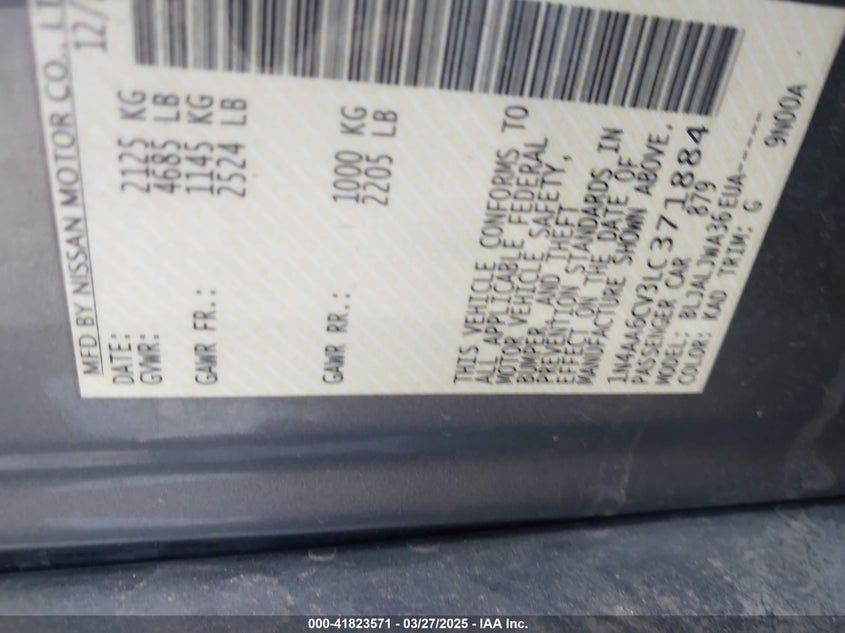 MFD BY NISSAN MOTOR CO.,
DATE: 12/
GVWR: 2125 KG
4685 LB
GAWR FR.: 1145 KG
2524 LB
GAWR RR.: 1000 KG
2205 LB
THIS VEHICLE CONFORMS TO
ALL APPLICABLE FEDERAL
MOTOR VEHICLE SAFETY,
BUMPER, AND THEFT
PREVENTION STANDARDS IN
EFFECT ON THE DATE OF
MANUFACTURE SHOWN ABOVE.
1N4AA6CV3LC371884
PASSENGER CAR 879
MODEL: BLJALJWA36EUA-----
COLOR: KAD TRIM: G 9N00A
000-41823571 - 03/27/2025 - IAA Inc.